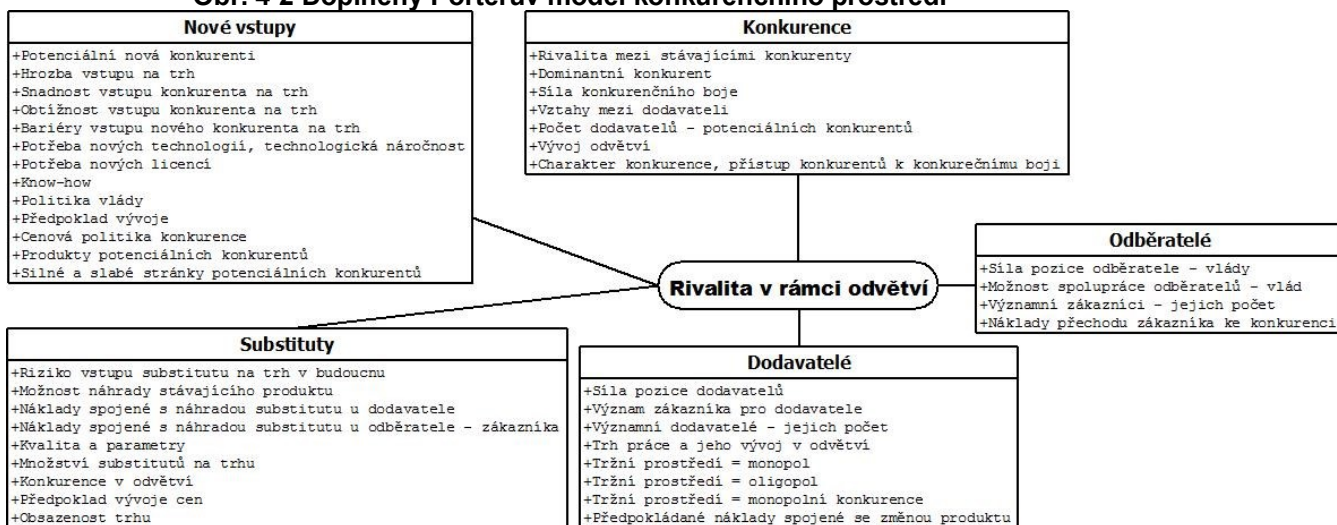 Obr. 4-2 Doplněný Porterův model konkurenčního prostředí
Nové vstupy
+Potenciální nová konkurenti
+Hrozba vstupu na trh
+Snadnost vstupu konkurenta na trh
+Obtížnost vstupu konkurenta na trh
+Bariéry vstupu nového konkurenta na trh
+Potřeba nových technologií, technologická náročnost
+Potřeba nových licencí
+Know-how
+Politika vlády
+Předpoklad vývoje
+Cenová politika konkurence
+Produkty potenciálních konkurentů
+Silné a slabé stránky potenciálních konkurentů
Konkurence
+Rivalita mezi stávajícími konkurenty
+Dominantní konkurent
+Síla konkurenčního boje
+Vztahy mezi dodavateli
+Počet dodavatelů - potenciálních konkurentů
+Vývoj odvětví
+Charakter konkurence, přístup konkurentů k konkurečnímu boji
Odběratelé
+Síla pozice odběratele - vlády
+Možnost spolupráce odběratelů - vlád
+Významní zákazníci - jejich počet
+Náklady přechodu zákazníka ke konkurenci
Rivalita v rámci odvětví
Substituty
+Riziko vstupu substitutu na trh v budoucnu
+Možnost náhrady stávajícího produktu
+Náklady spojené s náhradou substitutu u dodavatele
+Náklady spojené s náhradou substitutu u odběratele - zákazníka
+Kvalita a parametry
+Množství substitutů na trhu
+Konkurence v odvětví
+Předpoklad vývoje cen
+Obsazenost trhu
Dodavatelé
+Síla pozice dodavatelů
+Význam zákazníka pro dodavatele
+Významní dodavatelé - jejich počet
+Trh práce a jeho vývoj v odvětví
+Tržní prostředí = monopol
+Tržní prostředí = oligopol
+Tržní prostředí = monopolní konkurence
+Předpokládané náklady spojené se změnou produktu